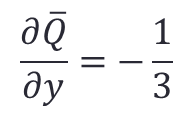 ∂Q̄/∂y = − 1/3